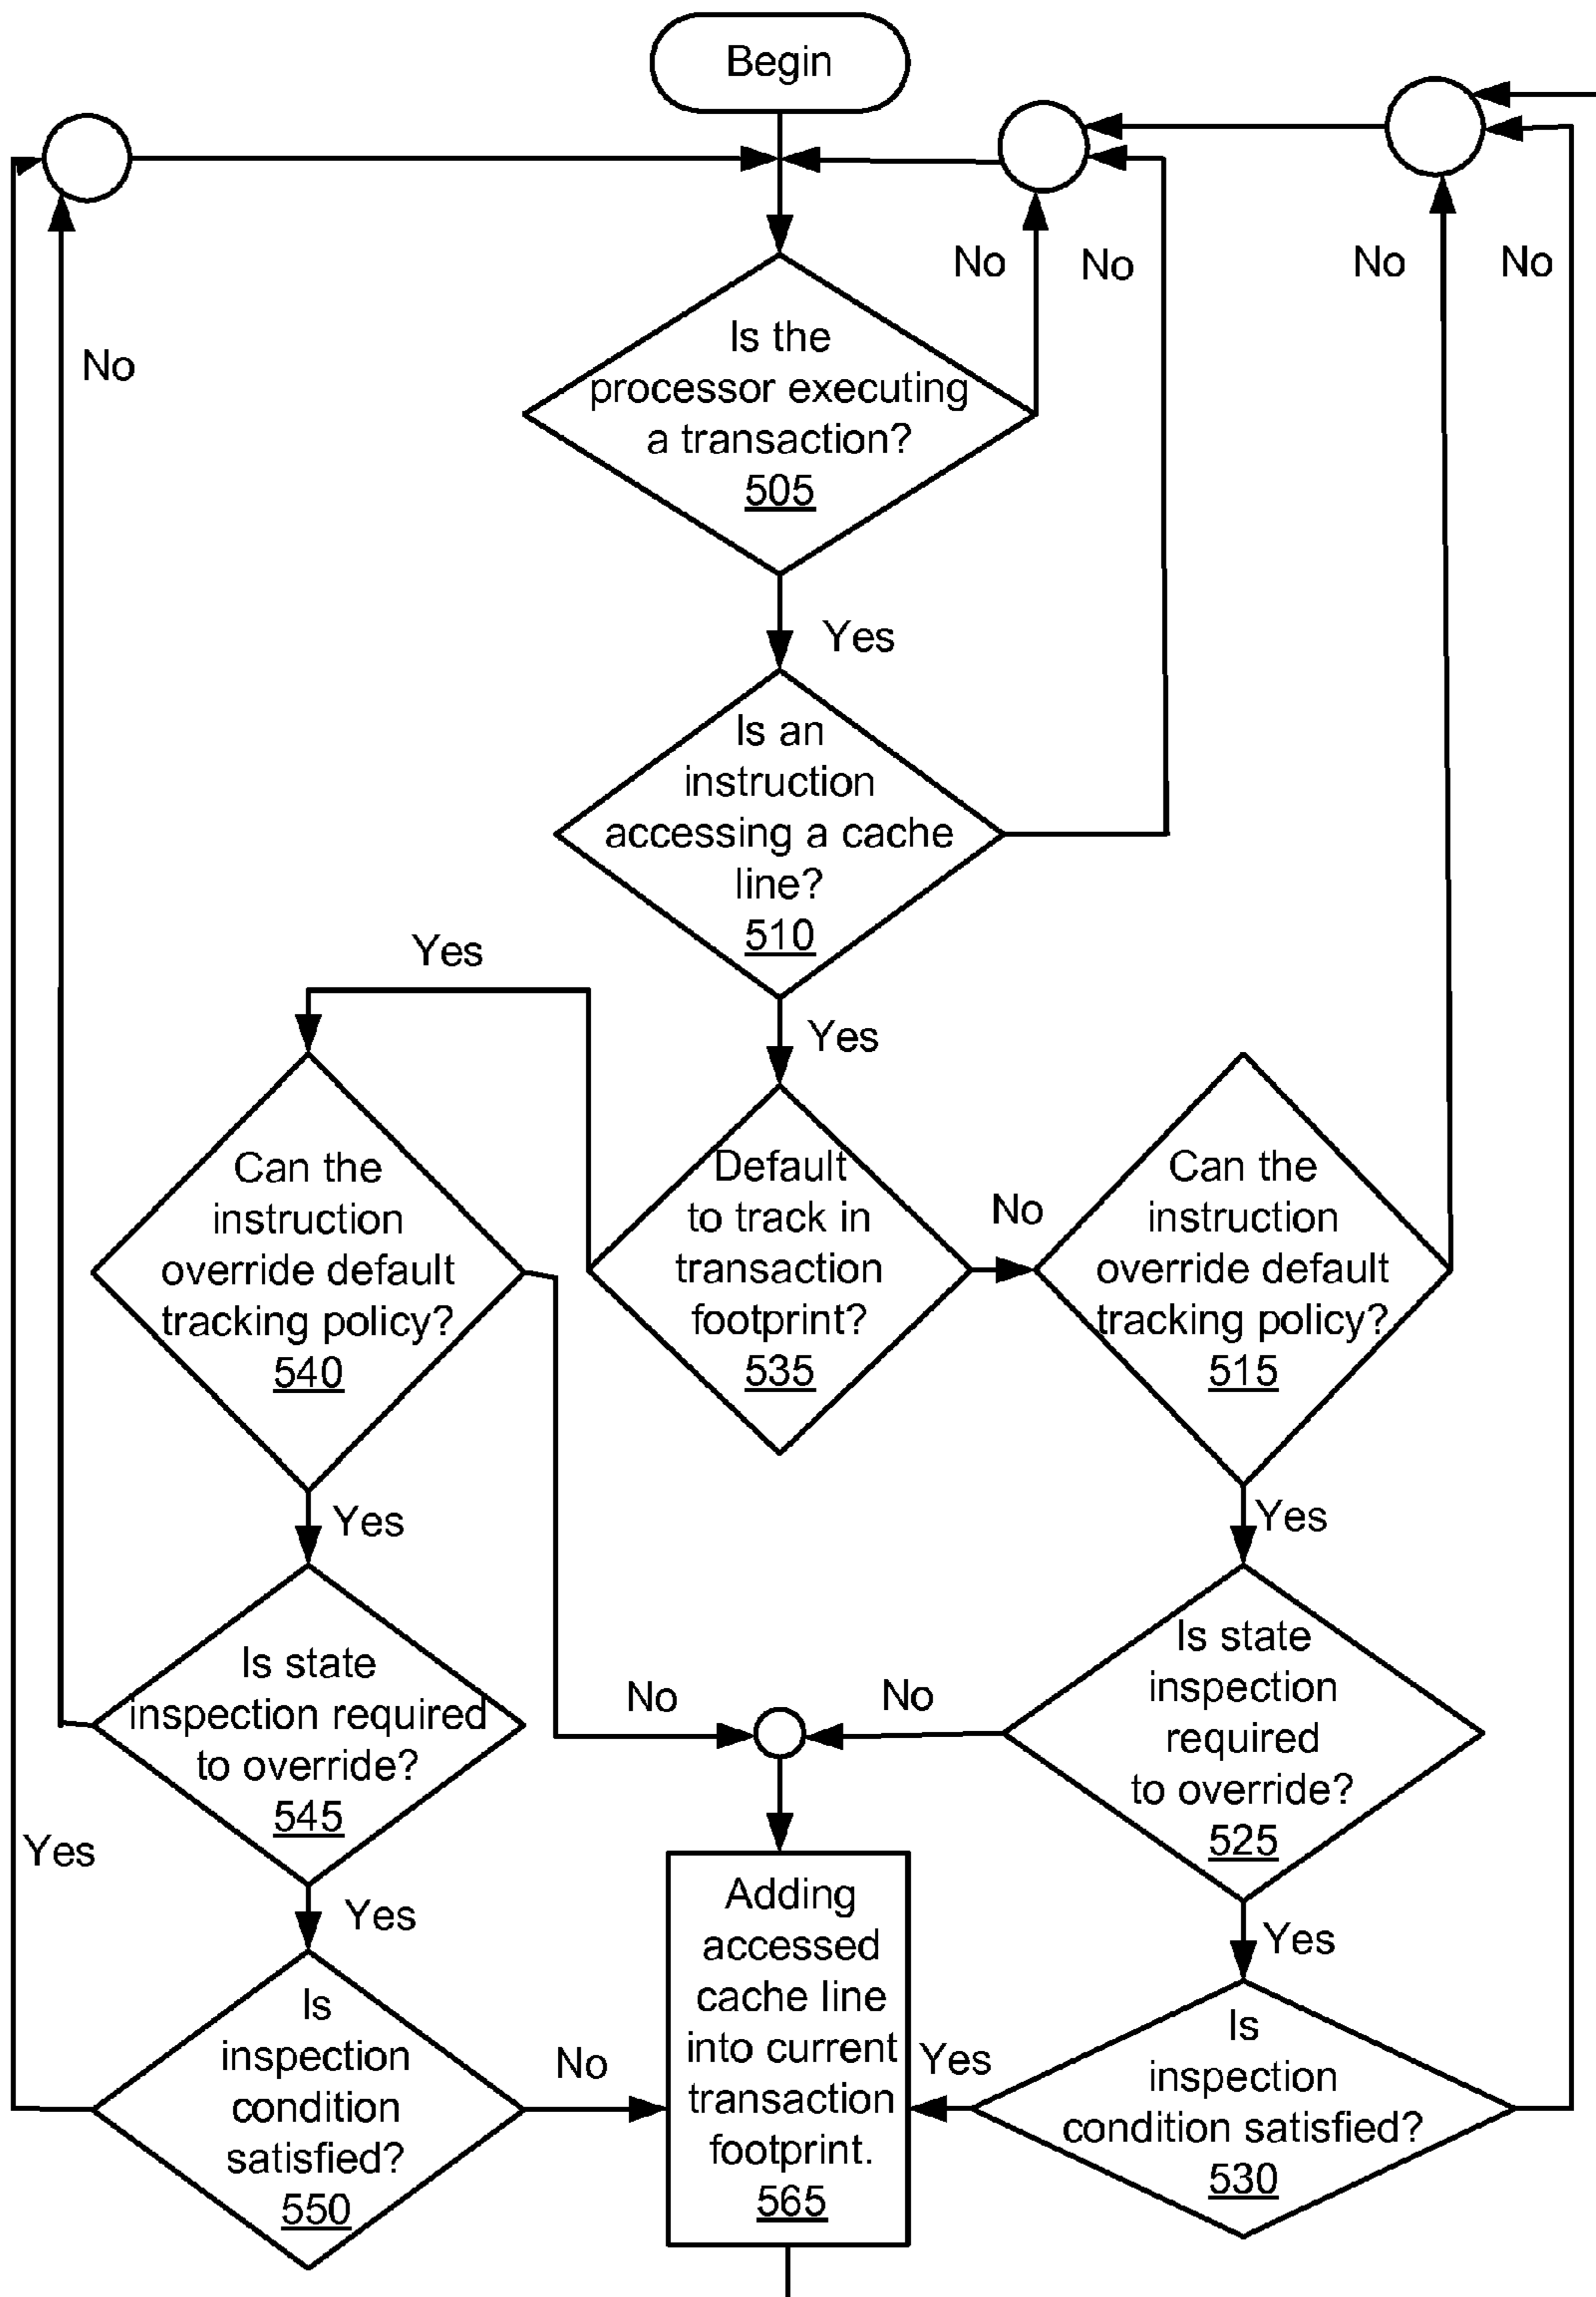 Begin
No
No
No
No
No
Is the
processor executing
a transaction?
505
Yes
Is an
instruction
accessing a cache
line?
510
Yes
Yes
Can the
instruction
override default
tracking policy?
540
Default
to track in
transaction
footprint?
535
No
Can the
instruction
override default
tracking policy?
515
Yes
Yes
Is state
inspection required
to override?
545
No
No
Is state
inspection
required
to override?
525
Yes
Yes
Yes
Is
inspection
condition
satisfied?
550
No
Adding
accessed
cache line
into current
transaction
footprint.
565
Yes
Is
inspection
condition satisfied?
530